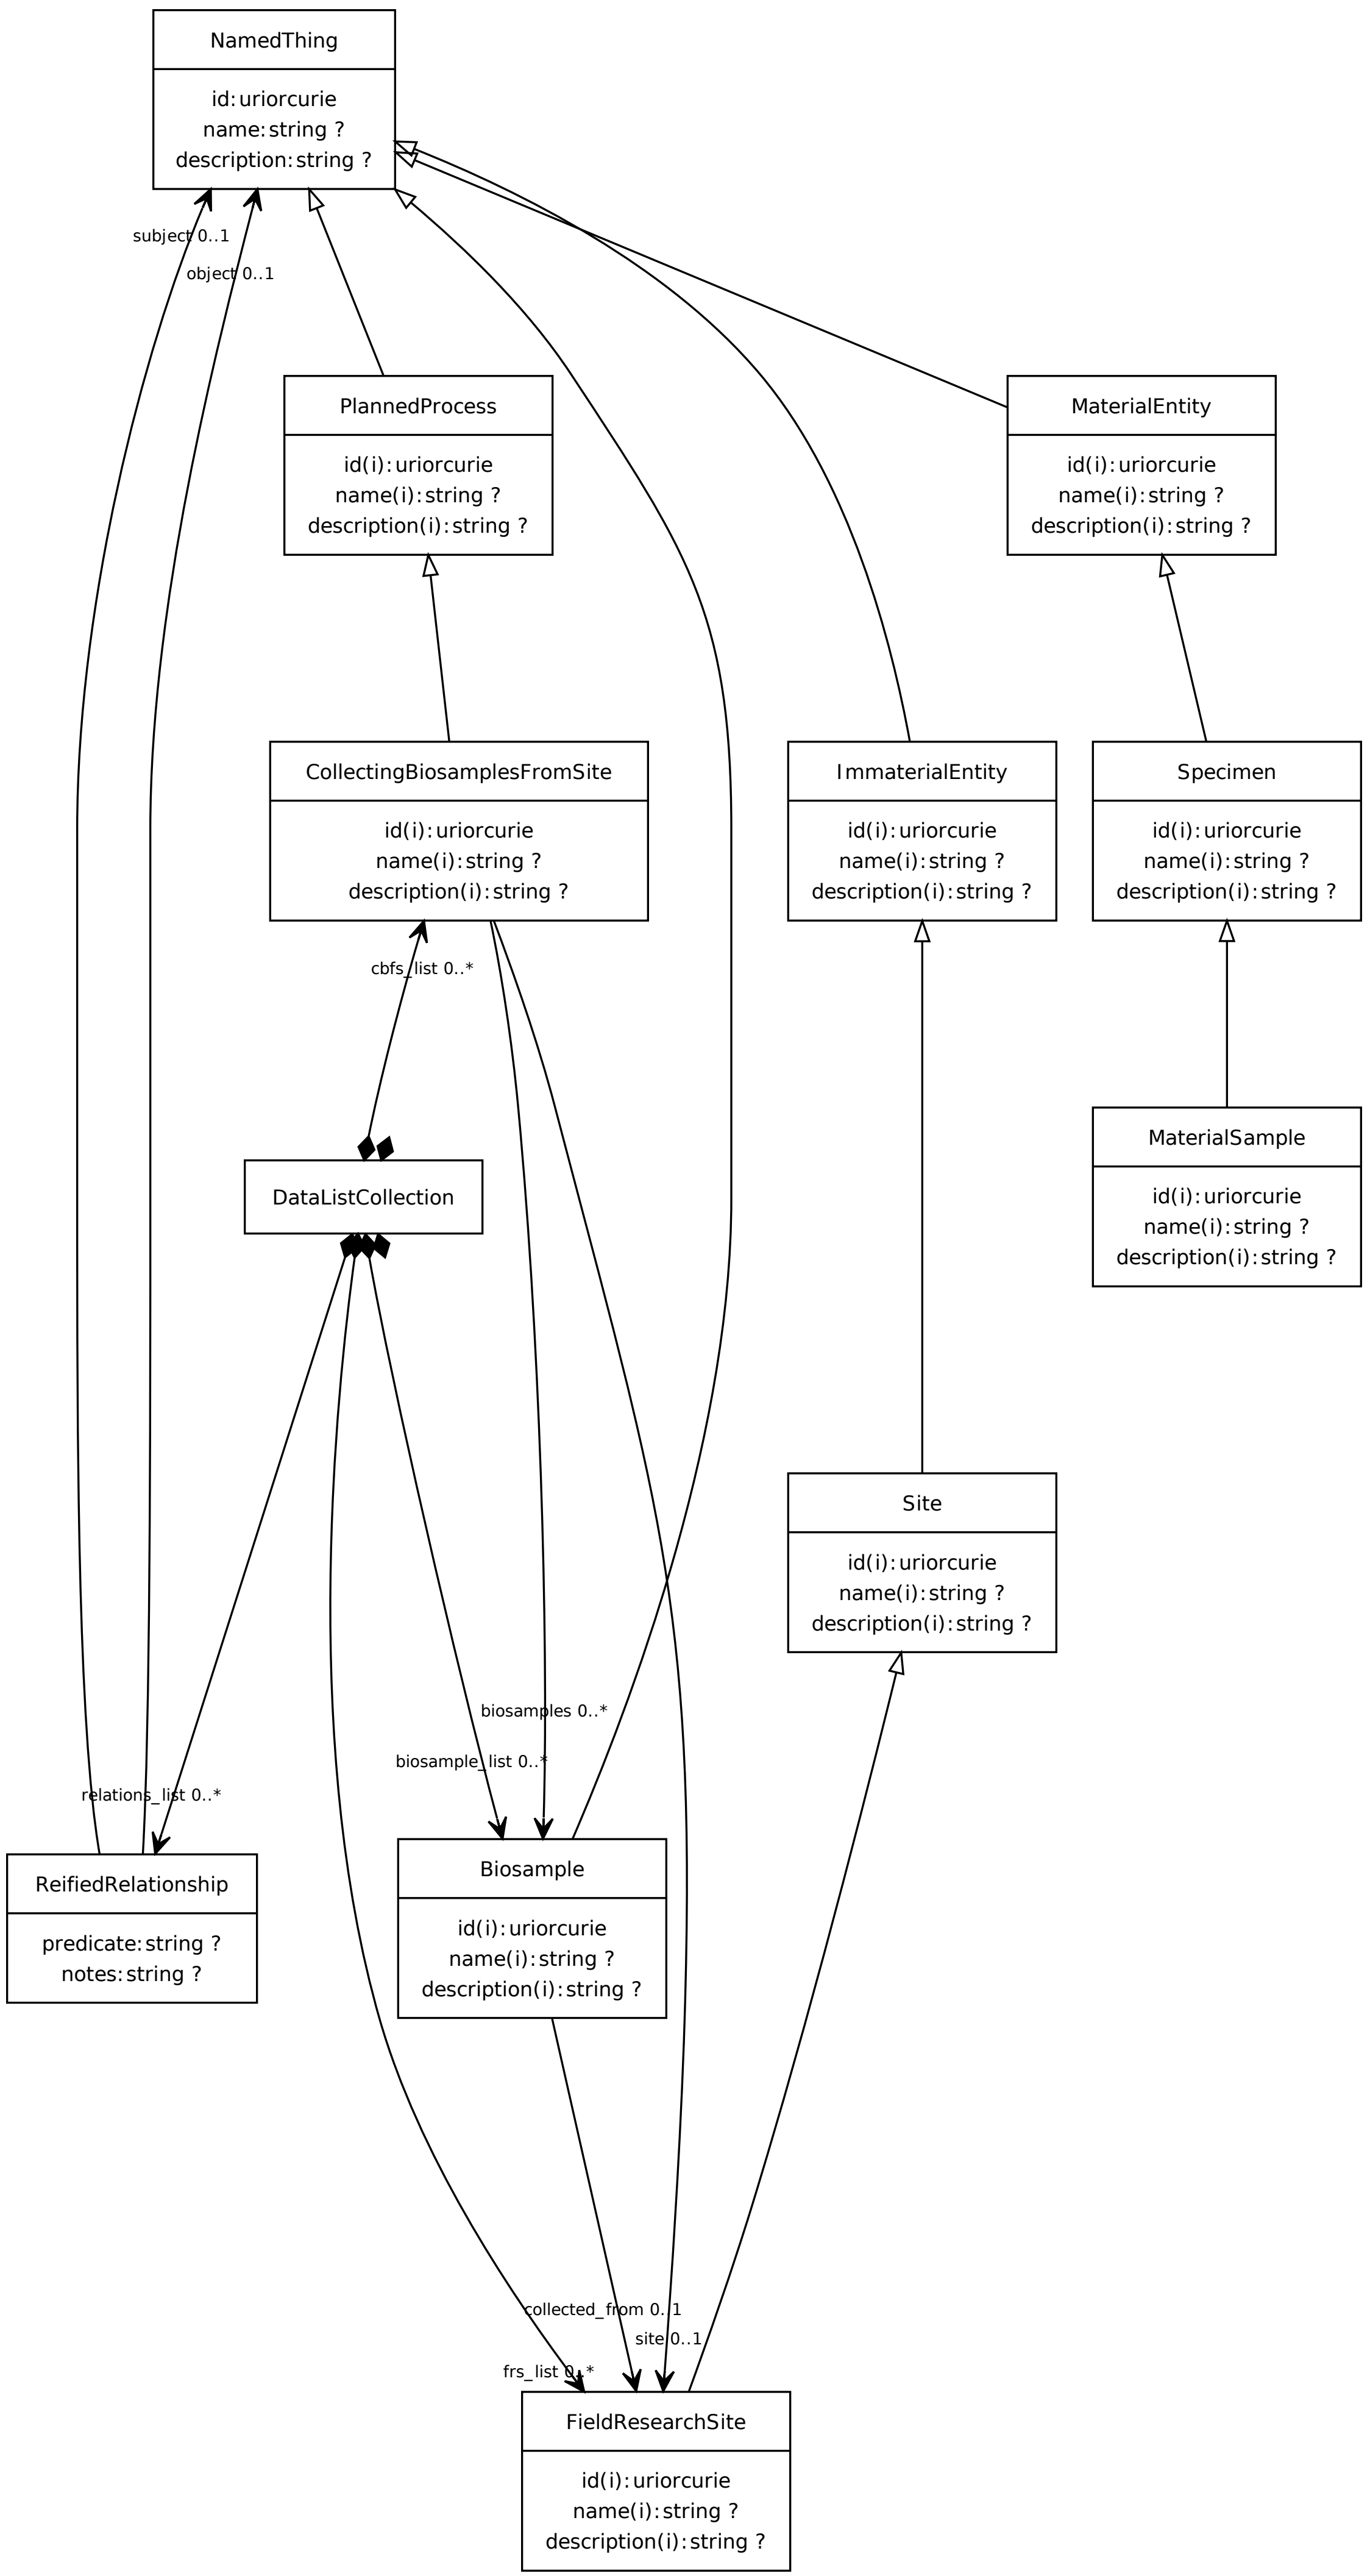 NamedThing
id:uriorcurie
name:string ?
description:string ?
subject 0..1
object 0..1
PlannedProcess
id(i):uriorcurie
name(i):string ?
description(i):string ?
MaterialEntity
id(i):uriorcurie
name(i):string ?
description(i):string ?
CollectingBiosamplesFromSite
id(i):uriorcurie
name(i):string ?
description(i):string ?
ImmaterialEntity
id(i):uriorcurie
name(i):string ?
description(i):string ?
Specimen
id(i):uriorcurie
name(i):string ?
description(i):string ?
cbfs_list 0..*
DataListCollection
MaterialSample
id(i):uriorcurie
name(i):string ?
description(i):string ?
Site
id(i):uriorcurie
name(i):string ?
description(i):string ?
biosamples 0..*
biosample_list 0..*
relations_list 0..*
ReifiedRelationship
predicate:string ?
notes:string ?
Biosample
id(i):uriorcurie
name(i):string ?
description(i):string ?
collected_from 0..1
site 0..1
frs_list 0..*
FieldResearchSite
id(i):uriorcurie
name(i):string ?
description(i):string ?